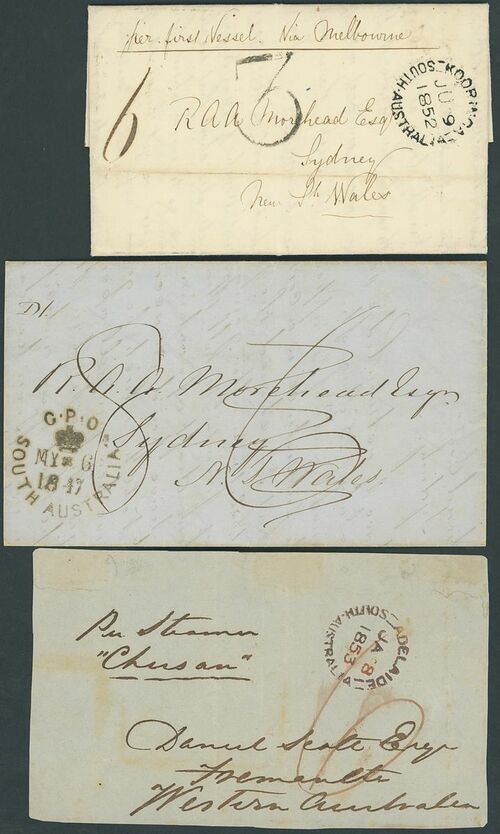 per first Vessel. Via Melbourne
6
3
KOORINGA
JU 9
1852
SOUTH-AUSTRALIA
R A A Morehead Esq
Sydney
New Sth Wales
R. A. A. Morehead Esqr
Sydney
N. S. Wales
G.P.O
MY 6
1847
SOUTH AUSTRALIA
Per Steamer
"Chusan"
ADELAIDE
JA 8
1853
SOUTH-AUSTRALIA
Daniel Scott Esqr
Fremantle
Western Australia